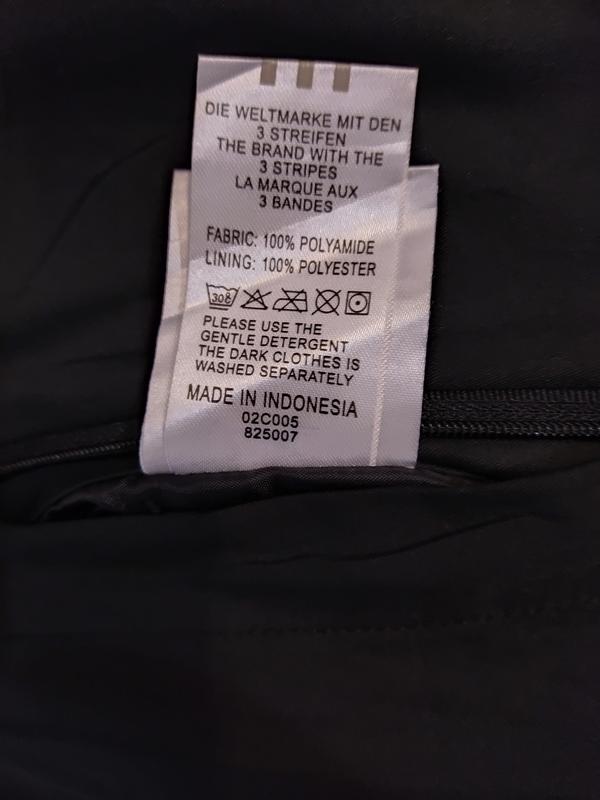 DIE WELTMARKE MIT DEN
3 STREIFEN
THE BRAND WITH THE
3 STRIPES
LA MARQUE AUX
3 BANDES
FABRIC: 100% POLYAMIDE
LINING: 100% POLYESTER
30
PLEASE USE THE
GENTLE DETERGENT
THE DARK CLOTHES IS
WASHED SEPARATELY
MADE IN INDONESIA
02C005
825007